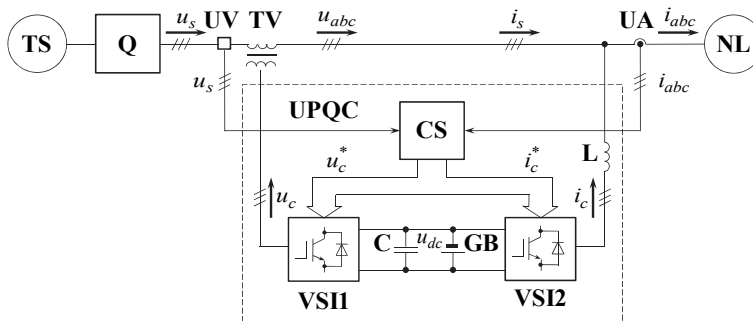 u_s UV TV u_abc i_s UA i_abc
TS Q NL
u_s i_abc
UPQC CS
u_c^* i_c^* L
u_c i_c
C u_dc GB
VSI1 VSI2